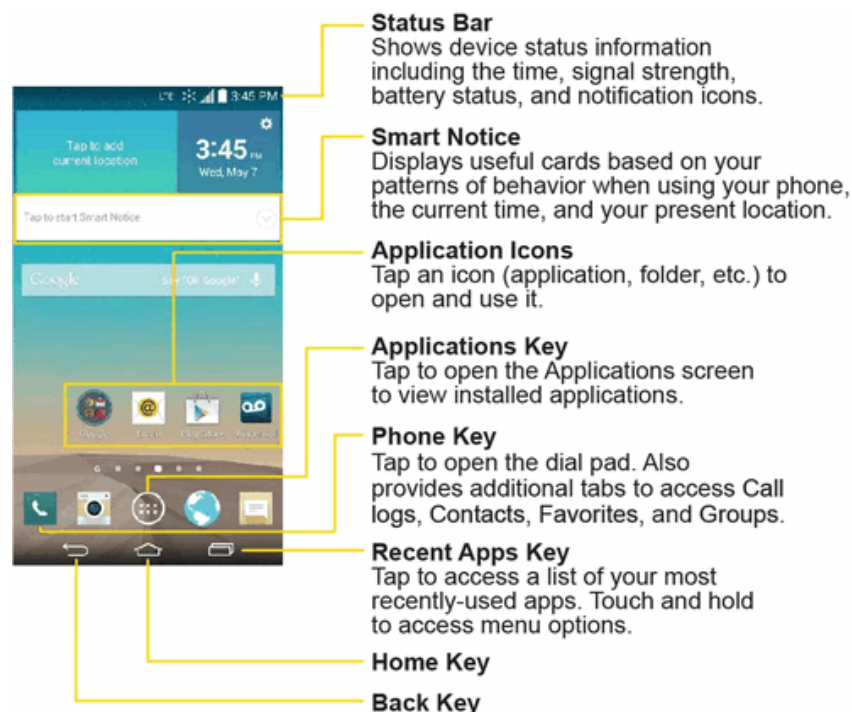 Status Bar
Shows device status information
including the time, signal strength,
battery status, and notification icons.
LTE 3:45 PM
Tap to add
current location
3:45 PM
Wed, May 7
Smart Notice
Displays useful cards based on your
patterns of behavior when using your phone,
the current time, and your present location.
Tap to start Smart Notice
Application Icons
Tap an icon (application, folder, etc.) to
open and use it.
Google Say "Ok Google"
Applications Key
Tap to open the Applications screen
to view installed applications.
Google Email Play Store Voicemail
Phone Key
Tap to open the dial pad. Also
provides additional tabs to access Call
logs, Contacts, Favorites, and Groups.
Recent Apps Key
Tap to access a list of your most
recently-used apps. Touch and hold
to access menu options.
Home Key
Back Key